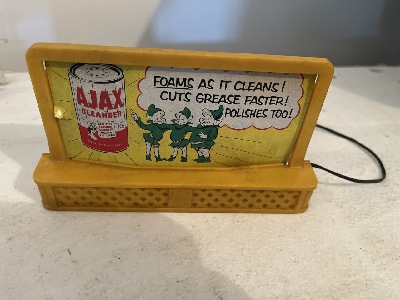 AJAX
CLEANSER
FOAMS AS IT CLEANS!
CUTS GREASE FASTER!
POLISHES TOO!